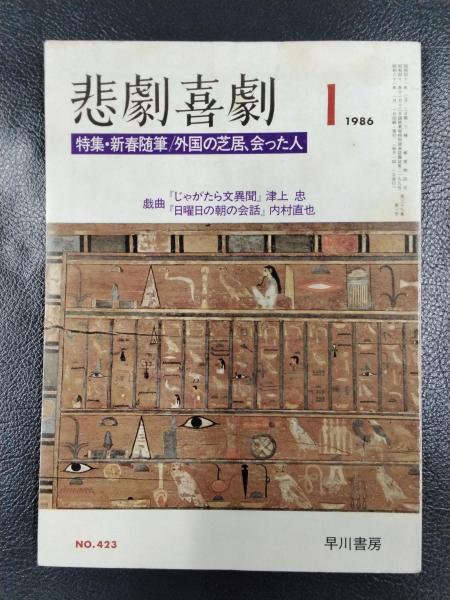 悲劇喜劇
1
1986
特集・新春随筆/外国の芝居、会った人
戯曲
『じゃがたら文異聞』津上 忠
『日曜日の朝の会話』内村直也
NO.423
早川書房